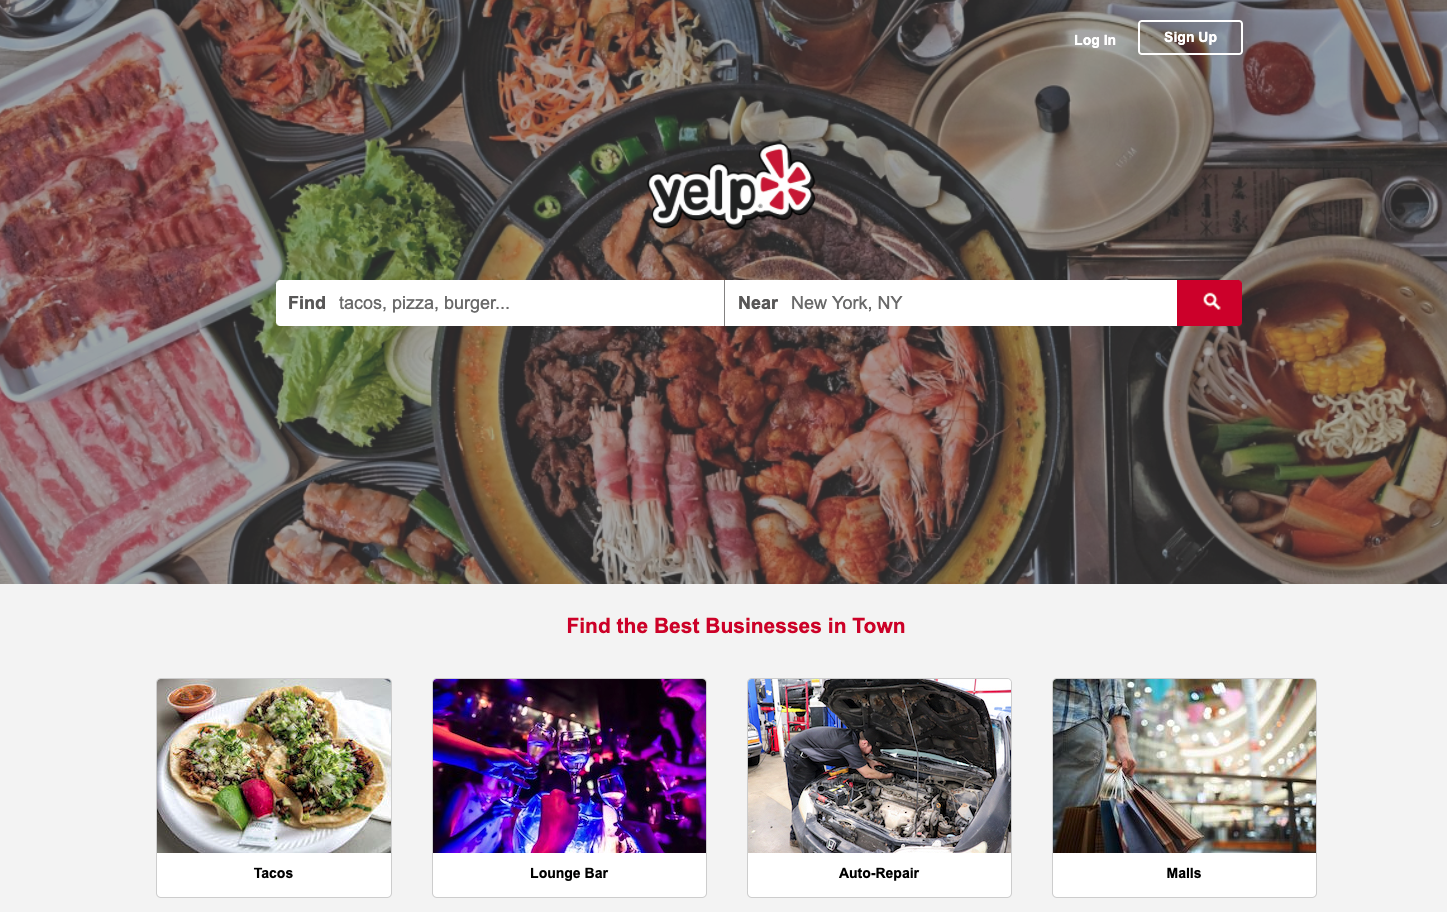 Log In
Sign Up
yelp
Find tacos, pizza, burger...
Near New York, NY
Find the Best Businesses in Town
Tacos
Lounge Bar
Auto-Repair
Malls